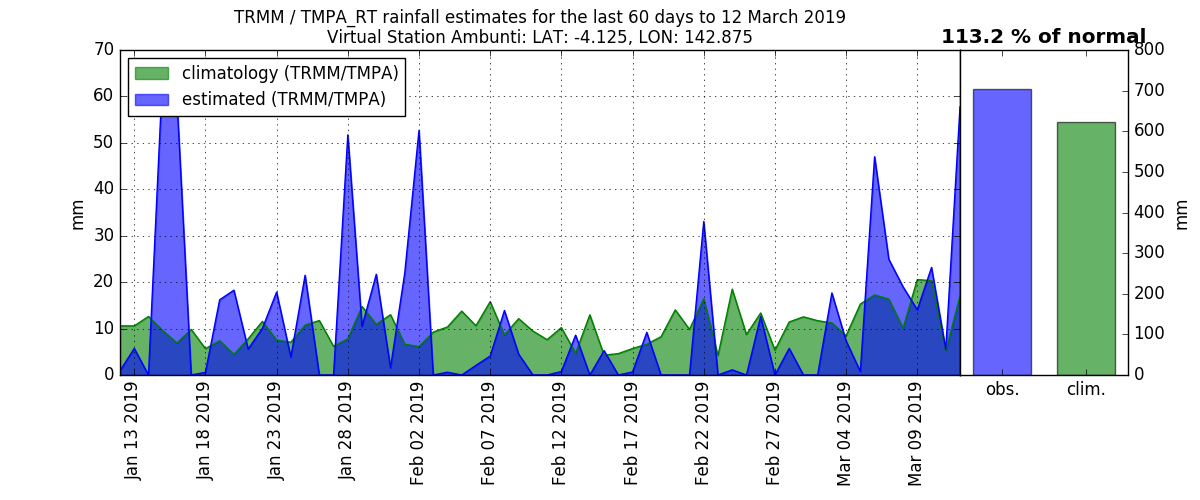 TRMM / TMPA_RT rainfall estimates for the last 60 days to 12 March 2019
Virtual Station Ambunti: LAT: -4.125, LON: 142.875
113.2 % of normal
climatology (TRMM/TMPA)
estimated (TRMM/TMPA)
70
60
50
40
30
20
10
0
mm
Jan 13 2019
Jan 18 2019
Jan 23 2019
Jan 28 2019
Feb 02 2019
Feb 07 2019
Feb 12 2019
Feb 17 2019
Feb 22 2019
Feb 27 2019
Mar 04 2019
Mar 09 2019
obs.
clim.
800
700
600
500
400
300
200
100
0
mm